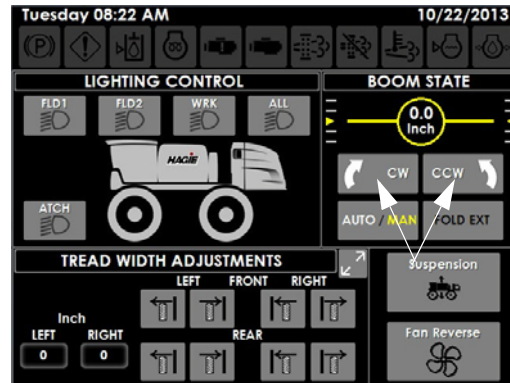 Tuesday 08:22 AM 10/22/2013
LIGHTING CONTROL
FLD1 FLD2 WRK ALL
HAGIE
ATCH
BOOM STATE
0.0
Inch
CW CCW
AUTO / MAN FOLD EXT
TREAD WIDTH ADJUSTMENTS
LEFT FRONT RIGHT
Inch
LEFT RIGHT
REAR
0 0
Suspension
Fan Reverse